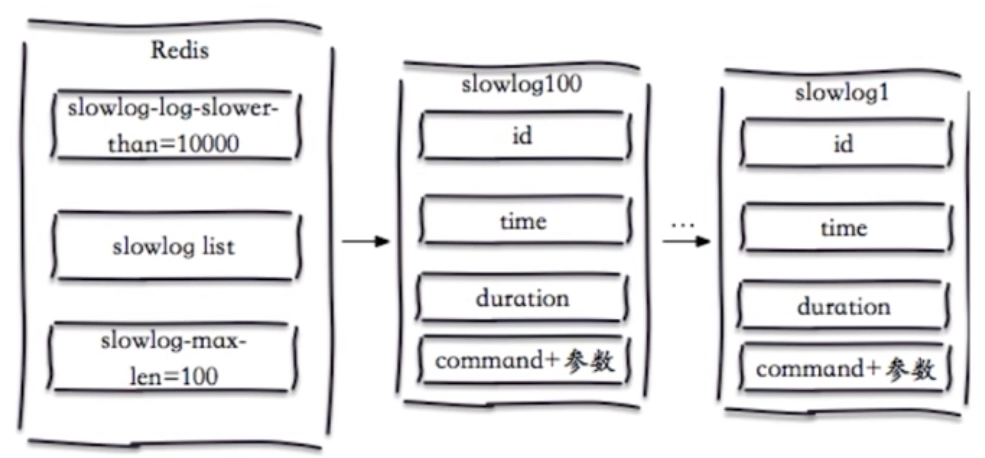 Redis
slowlog-log-slower-
than=10000
slowlog list
slowlog-max-
len=100
slowlog100
id
time
duration
command+参数
...
slowlog1
id
time
duration
command+参数